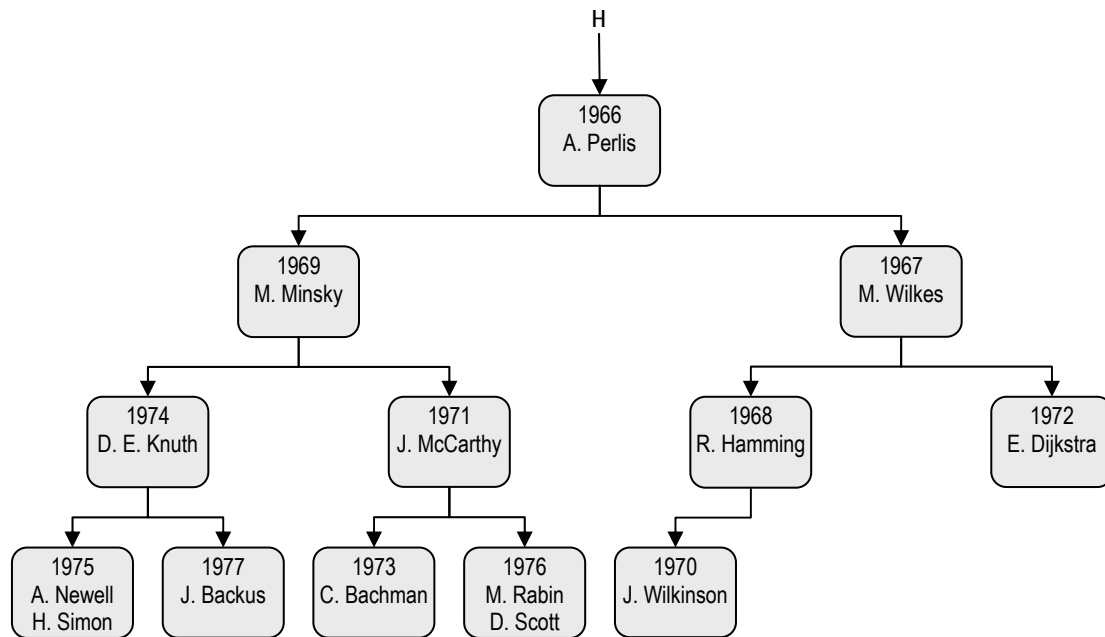 H
1966
A. Perlis
1969
M. Minsky
1967
M. Wilkes
1974
D. E. Knuth
1971
J. McCarthy
1968
R. Hamming
1972
E. Dijkstra
1975
A. Newell
H. Simon
1977
J. Backus
1973
C. Bachman
1976
M. Rabin
D. Scott
1970
J. Wilkinson